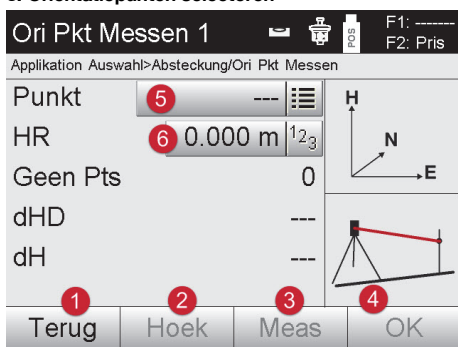 Ori Pkt Messen 1
POS
F1: -------
F2: Pris
Applikation Auswahl>Absteckung/Ori Pkt Messe
Punkt
5
---
HR
6
0.000 m
123
Geen Pts
0
dHD
---
dH
---
H
N
E
1
2
3
4
Terug
Hoek
Meas
OK